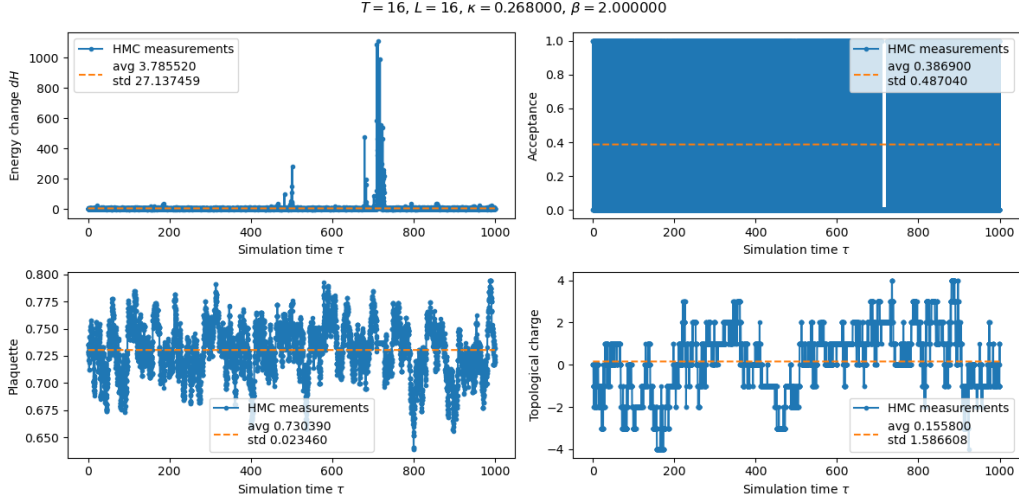 T = 16, L = 16, κ = 0.268000, β = 2.000000
HMC measurements
avg 3.785520
std 27.137459
Energy change dH
0
200
400
600
800
1000
0
200
400
600
800
1000
Simulation time τ
HMC measurements
avg 0.386900
std 0.487040
Acceptance
1.0
0.8
0.6
0.4
0.2
0.0
0
200
400
600
800
1000
Simulation time τ
HMC measurements
avg 0.730390
std 0.023460
Plaquette
0.800
0.775
0.750
0.725
0.700
0.675
0.650
0
200
400
600
800
1000
Simulation time τ
HMC measurements
avg 0.155800
std 1.586608
Topological charge
4
2
0
−2
−4
0
200
400
600
800
1000
Simulation time τ